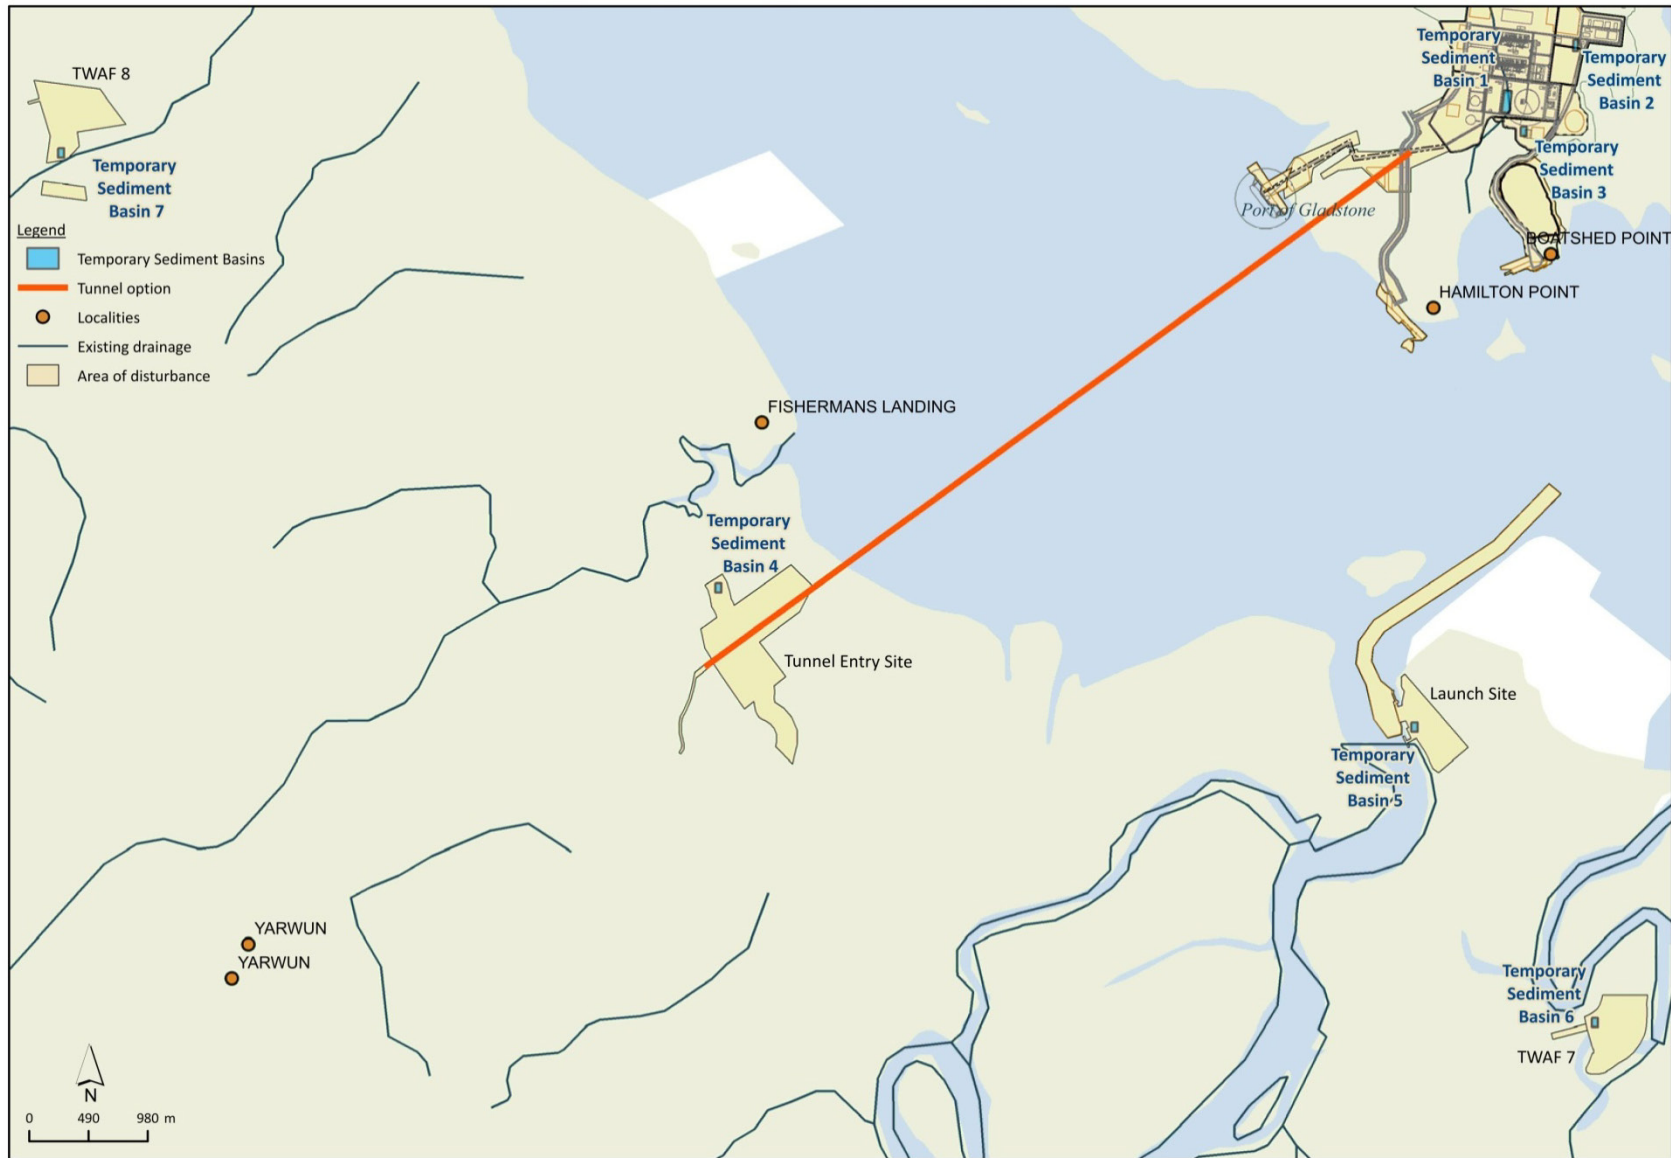 TWAF 8
Temporary
Sediment
Basin 7
Temporary
Sediment
Basin 1
Temporary
Sediment
Basin 2
Temporary
Sediment
Basin 3
Port of Gladstone
BOATSHED POINT
HAMILTON POINT
Legend
Temporary Sediment Basins
Tunnel option
Localities
Existing drainage
Area of disturbance
FISHERMANS LANDING
Temporary
Sediment
Basin 4
Tunnel Entry Site
Launch Site
Temporary
Sediment
Basin 5
YARWUN
YARWUN
Temporary
Sediment
Basin 6
TWAF 7
N
0 490 980 m